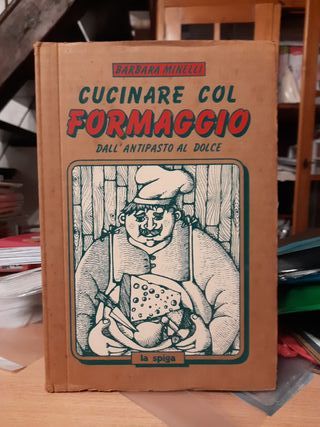 BARBARA MINELLI
CUCINARE COL
FORMAGGIO
DALL'ANTIPASTO AL DOLCE
la spiga